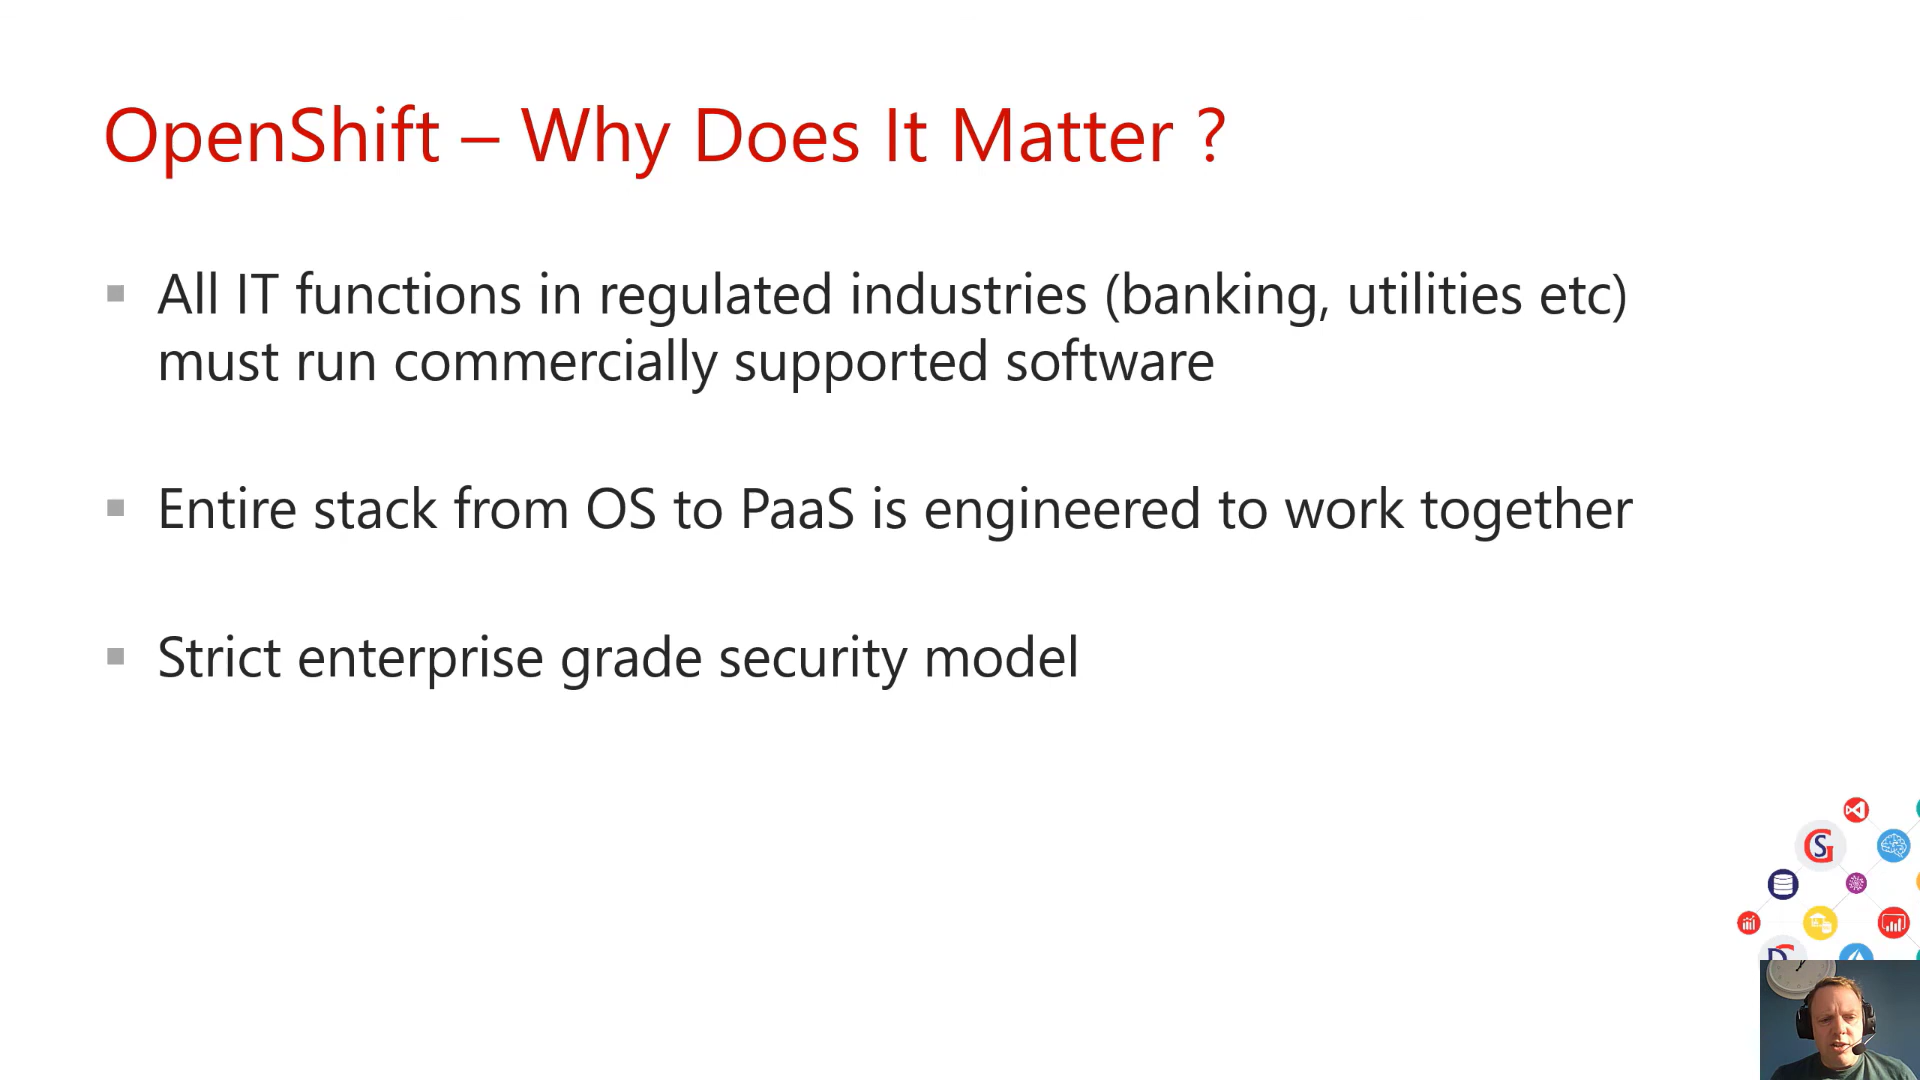 OpenShift – Why Does It Matter ?
All IT functions in regulated industries (banking, utilities etc)
must run commercially supported software
Entire stack from OS to PaaS is engineered to work together
Strict enterprise grade security model